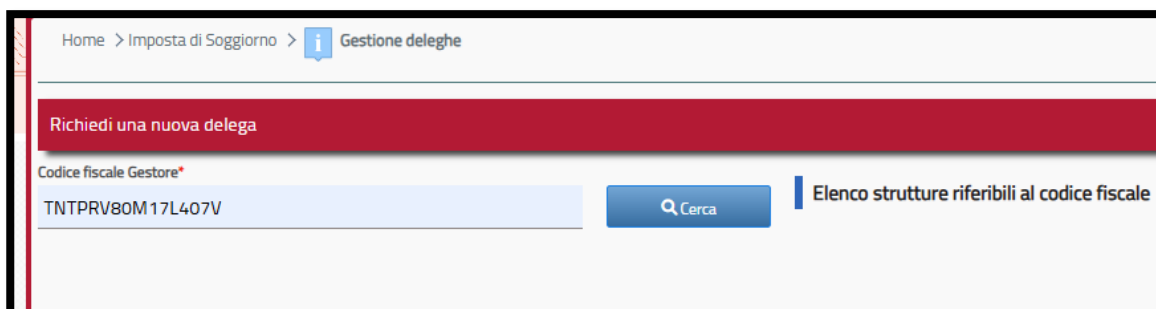 Home > Imposta di Soggiorno > i Gestione deleghe
Richiedi una nuova delega
Codice fiscale Gestore*
TNTPRV80M17L407V
Cerca
Elenco strutture riferibili al codice fiscale